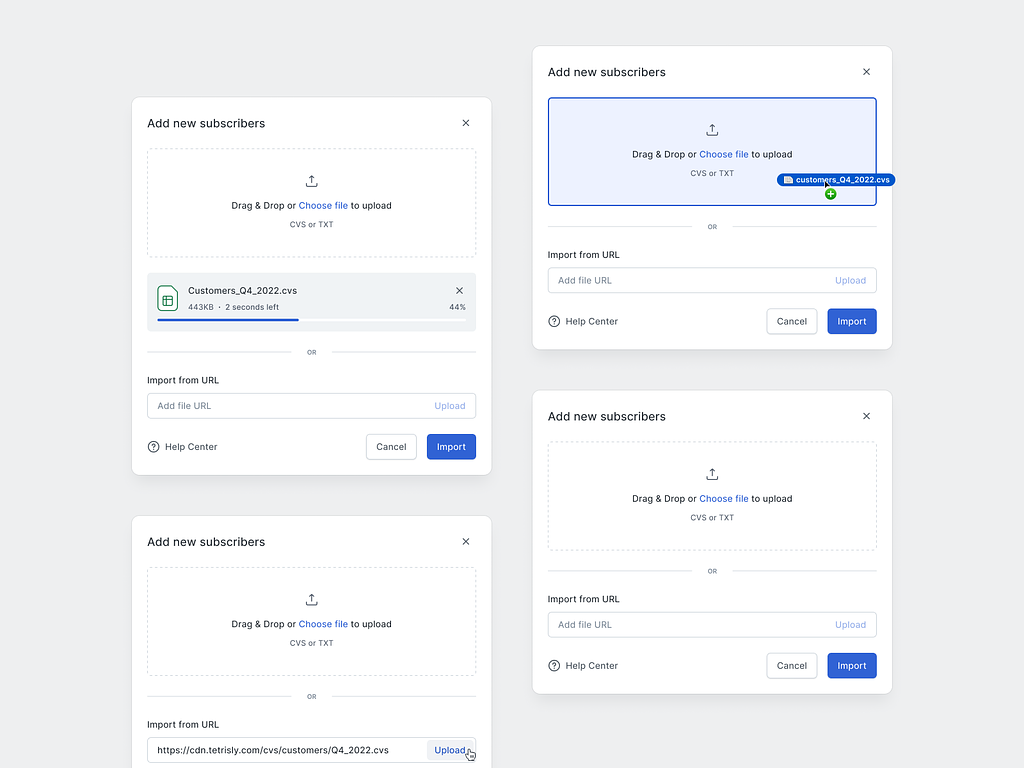 Add new subscribers
Drag & Drop or Choose file to upload
CVS or TXT
Customers_Q4_2022.cvs
443KB · 2 seconds left
44%
OR
Import from URL
Add file URL
Upload
Help Center
Cancel
Import
Add new subscribers
Drag & Drop or Choose file to upload
CVS or TXT
OR
Import from URL
https://cdn.tetrisly.com/cvs/customers/Q4_2022.cvs
Upload
Add new subscribers
Drag & Drop or Choose file to upload
CVS or TXT
customers_Q4_2022.cvs
OR
Import from URL
Add file URL
Upload
Help Center
Cancel
Import
Add new subscribers
Drag & Drop or Choose file to upload
CVS or TXT
OR
Import from URL
Add file URL
Upload
Help Center
Cancel
Import